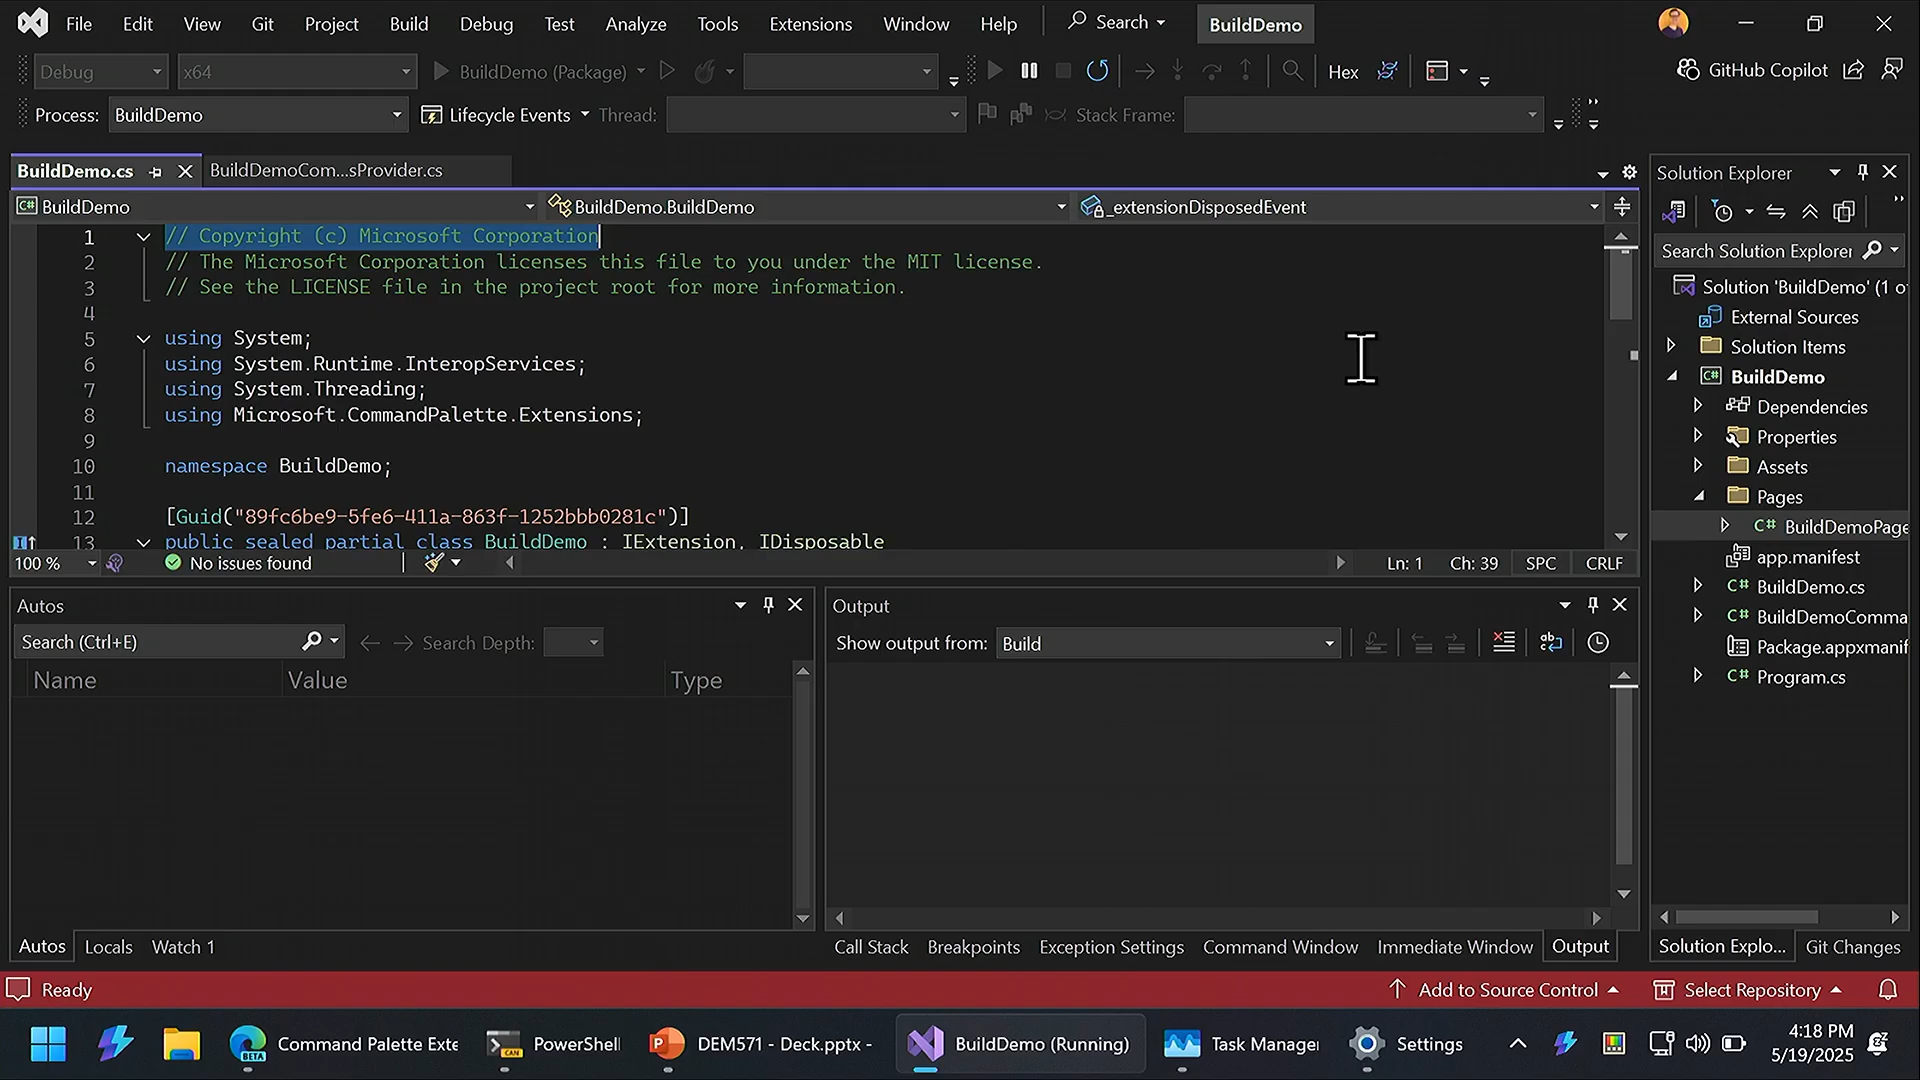 File Edit View Git Project Build Debug Test Analyze Tools Extensions Window Help Search BuildDemo
Debug x64 BuildDemo (Package) Hex GitHub Copilot
Process: BuildDemo Lifecycle Events Thread: Stack Frame:
BuildDemo.cs BuildDemoCom...sProvider.cs
BuildDemo BuildDemo.BuildDemo _extensionDisposedEvent
1 // Copyright (c) Microsoft Corporation
2 // The Microsoft Corporation licenses this file to you under the MIT license.
3 // See the LICENSE file in the project root for more information.
4
5 using System;
6 using System.Runtime.InteropServices;
7 using System.Threading;
8 using Microsoft.CommandPalette.Extensions;
9
10 namespace BuildDemo;
11
12 [Guid("89fc6be9-5fe6-411a-863f-1252bbb0281c")]
13 public sealed partial class BuildDemo : IExtension, IDisposable
100 % No issues found Ln: 1 Ch: 39 SPC CRLF
Solution Explorer
Search Solution Explorer
Solution 'BuildDemo' (1 of
External Sources
Solution Items
C# BuildDemo
Dependencies
Properties
Assets
Pages
C# BuildDemoPage
app.manifest
C# BuildDemo.cs
C# BuildDemoComma
Package.appxmanif
C# Program.cs
Solution Explo... Git Changes
Autos
Search (Ctrl+E) Search Depth:
Name Value Type
Autos Locals Watch 1
Output
Show output from: Build
Call Stack Breakpoints Exception Settings Command Window Immediate Window Output
Ready Add to Source Control Select Repository
BETA Command Palette Exte CAN PowerShell DEM571 - Deck.pptx - BuildDemo (Running) Task Manager Settings 4:18 PM
5/19/2025